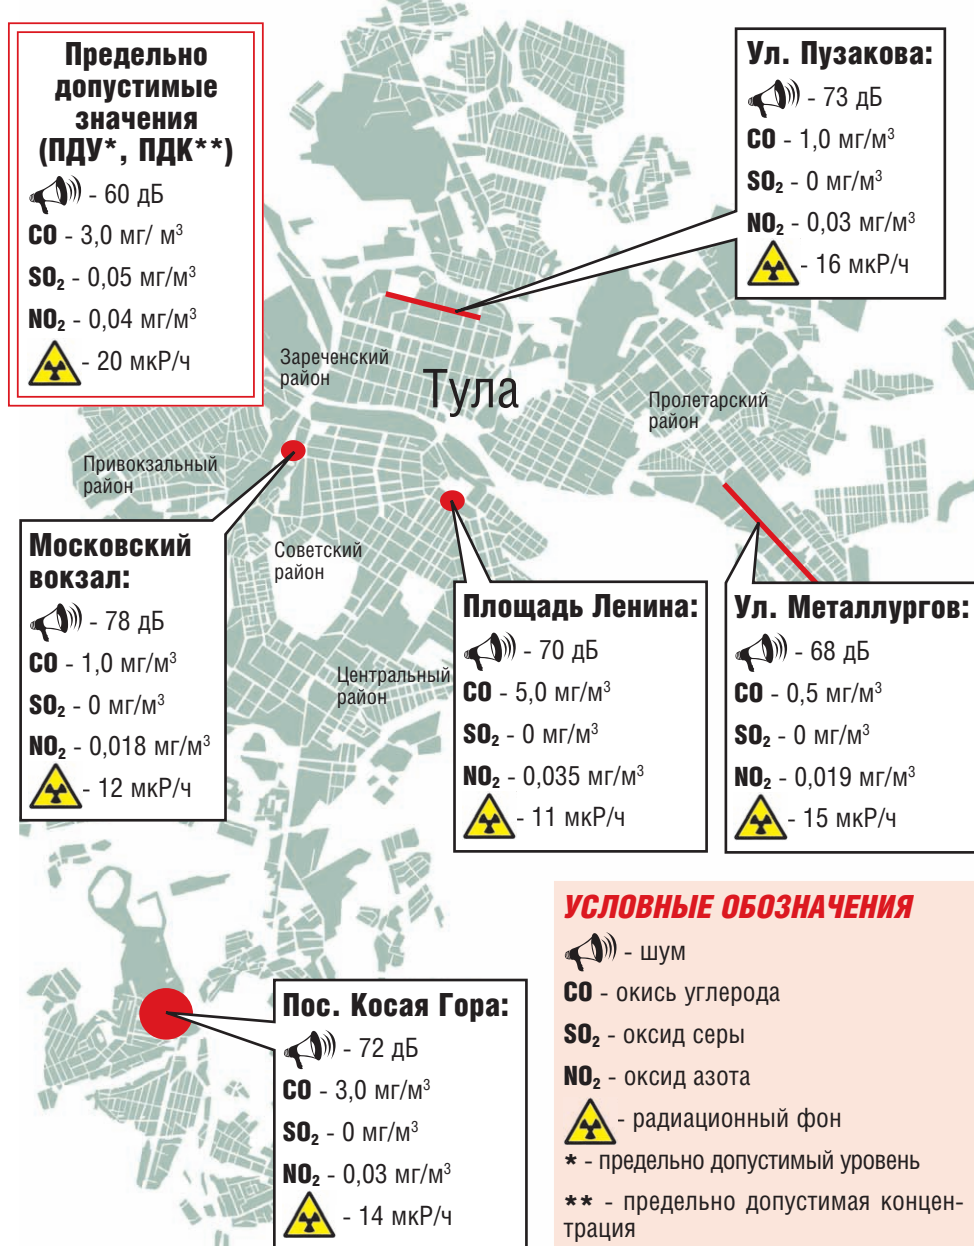 Предельно
допустимые
значения
(ПДУ*, ПДК**)
- 60 дБ
CO - 3,0 мг/ м³
SO₂ - 0,05 мг/м³
NO₂ - 0,04 мг/м³
- 20 мкР/ч
Ул. Пузакова:
- 73 дБ
CO - 1,0 мг/м³
SO₂ - 0 мг/м³
NO₂ - 0,03 мг/м³
- 16 мкР/ч
Зареченский
район
Тула
Пролетарский
район
Привокзальный
район
Советский
район
Центральный
район
Московский
вокзал:
- 78 дБ
CO - 1,0 мг/м³
SO₂ - 0 мг/м³
NO₂ - 0,018 мг/м³
- 12 мкР/ч
Площадь Ленина:
- 70 дБ
CO - 5,0 мг/м³
SO₂ - 0 мг/м³
NO₂ - 0,035 мг/м³
- 11 мкР/ч
Ул. Металлургов:
- 68 дБ
CO - 0,5 мг/м³
SO₂ - 0 мг/м³
NO₂ - 0,019 мг/м³
- 15 мкР/ч
Пос. Косая Гора:
- 72 дБ
CO - 3,0 мг/м³
SO₂ - 0 мг/м³
NO₂ - 0,03 мг/м³
- 14 мкР/ч
УСЛОВНЫЕ ОБОЗНАЧЕНИЯ
- шум
CO - окись углерода
SO₂ - оксид серы
NO₂ - оксид азота
- радиационный фон
* - предельно допустимый уровень
** - предельно допустимая концен-
трация